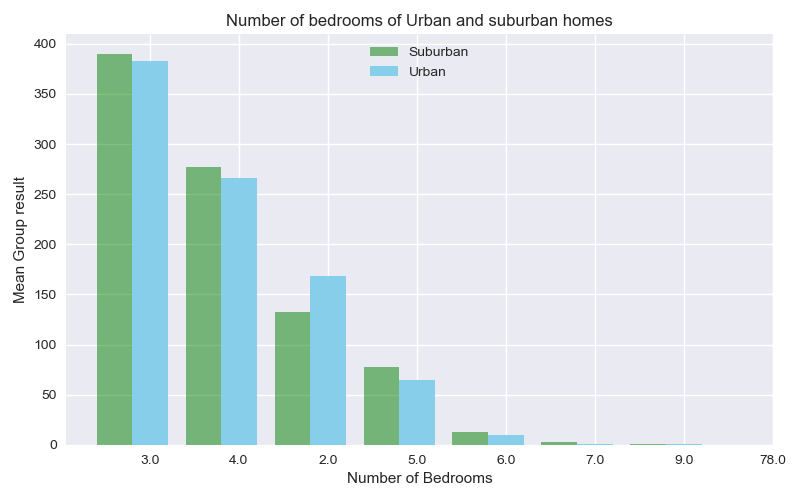 Number of bedrooms of Urban and suburban homes
Suburban
Urban
Mean Group result
400
350
300
250
200
150
100
50
0
3.0 4.0 2.0 5.0 6.0 7.0 9.0 78.0
Number of Bedrooms